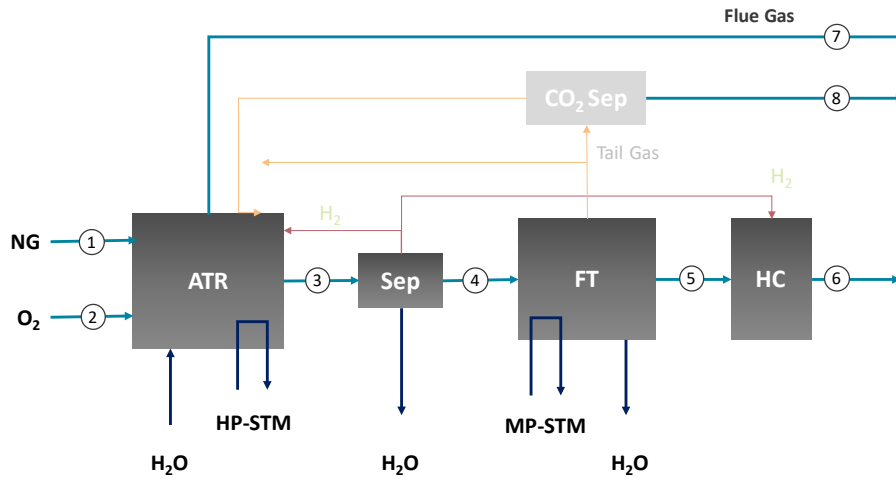 Flue Gas
7
CO₂ Sep
8
Tail Gas
H₂
H₂
NG
1
ATR
3
Sep
4
FT
5
HC
6
O₂
2
HP-STM
MP-STM
H₂O
H₂O
H₂O